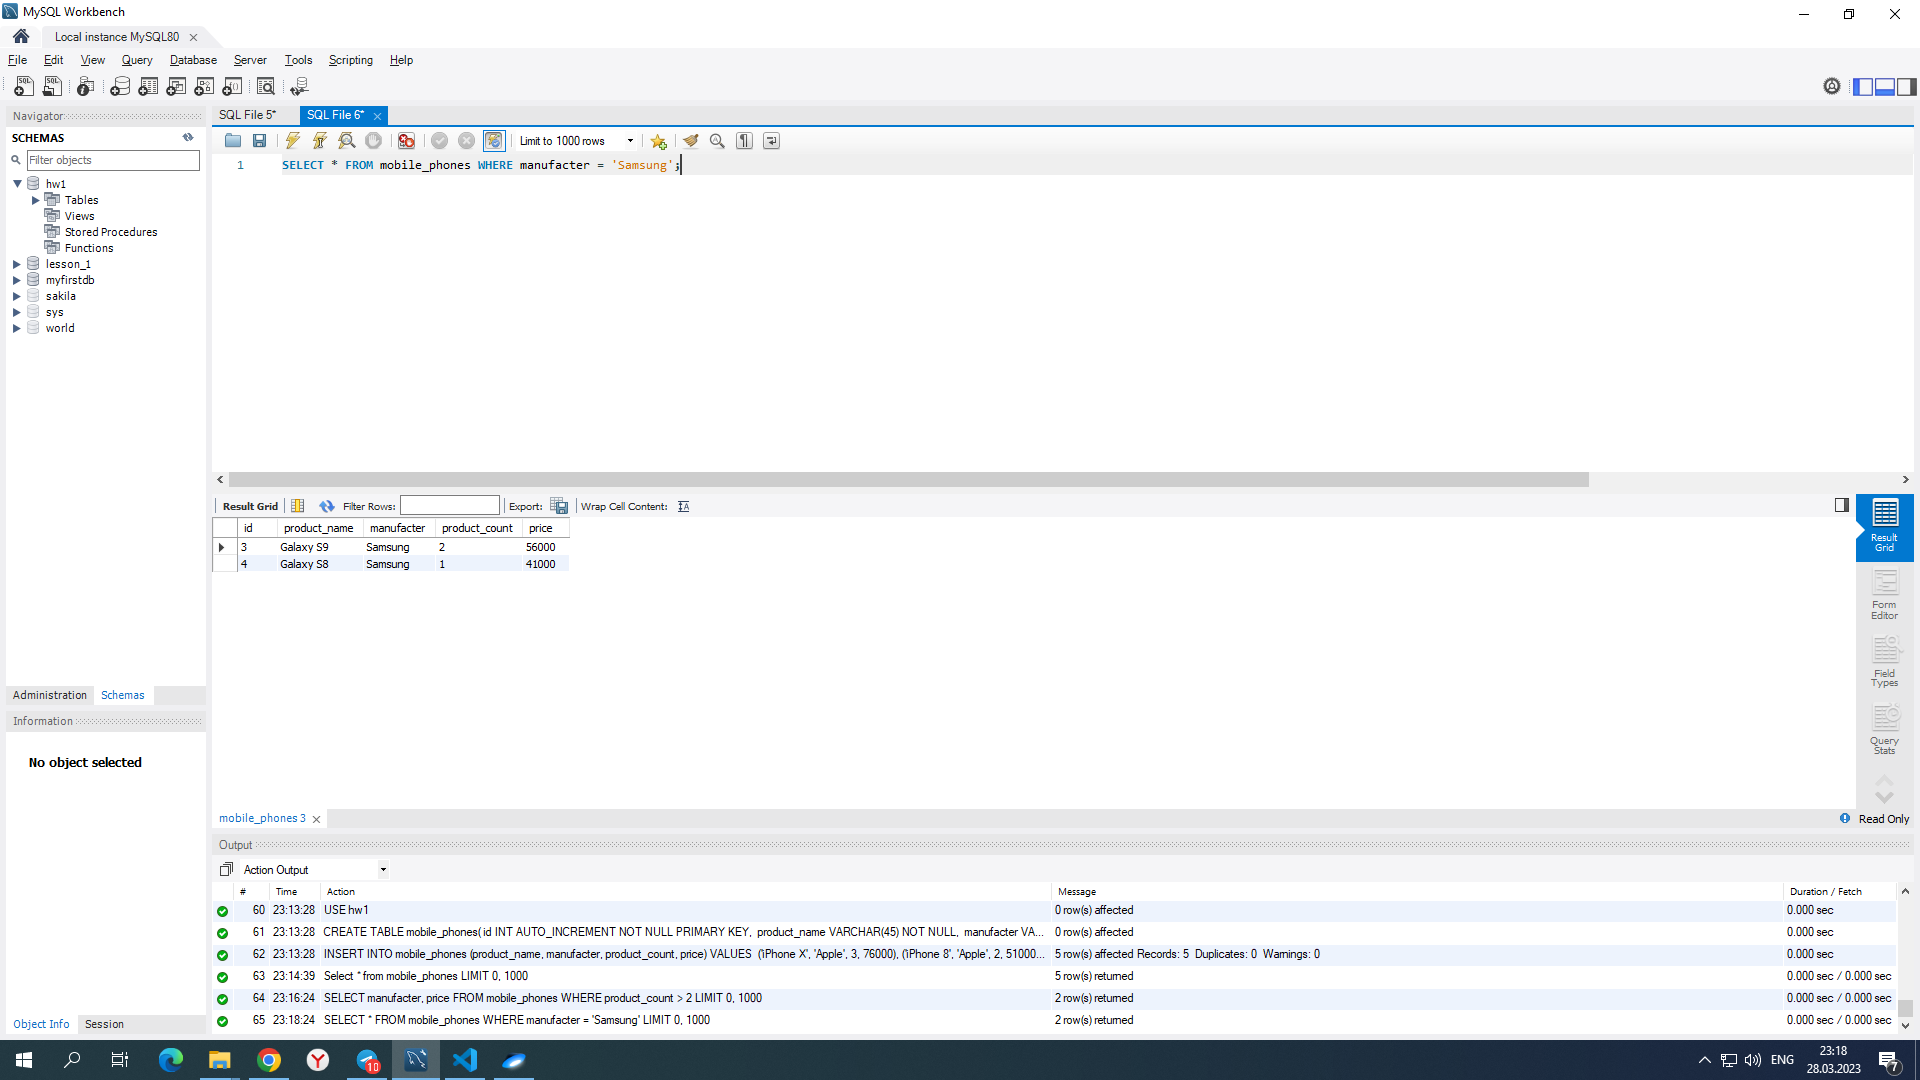 MySQL Workbench
Local instance MySQL80
File Edit View Query Database Server Tools Scripting Help
Navigator
SCHEMAS
Filter objects
hw1
Tables
Views
Stored Procedures
Functions
lesson_1
myfirstdb
sakila
sys
world
Administration Schemas
Information
No object selected
Object Info Session
SQL File 5* SQL File 6*
Limit to 1000 rows
1 SELECT * FROM mobile_phones WHERE manufacter = 'Samsung';
Result Grid Filter Rows: Export: Wrap Cell Content:
id product_name manufacter product_count price
3 Galaxy S9 Samsung 2 56000
4 Galaxy S8 Samsung 1 41000
Result Grid
Form Editor
Field Types
Query Stats
mobile_phones 3
Read Only
Output
Action Output
# Time Action Message Duration / Fetch
60 23:13:28 USE hw1 0 row(s) affected 0.000 sec
61 23:13:28 CREATE TABLE mobile_phones( id INT AUTO_INCREMENT NOT NULL PRIMARY KEY, product_name VARCHAR(45) NOT NULL, manufacter VA... 0 row(s) affected 0.000 sec
62 23:13:28 INSERT INTO mobile_phones (product_name, manufacter, product_count, price) VALUES ('iPhone X', 'Apple', 3, 76000), ('iPhone 8', 'Apple', 2, 51000... 5 row(s) affected Records: 5 Duplicates: 0 Warnings: 0 0.000 sec
63 23:14:39 Select * from mobile_phones LIMIT 0, 1000 5 row(s) returned 0.000 sec / 0.000 sec
64 23:16:24 SELECT manufacter, price FROM mobile_phones WHERE product_count > 2 LIMIT 0, 1000 2 row(s) returned 0.000 sec / 0.000 sec
65 23:18:24 SELECT * FROM mobile_phones WHERE manufacter = 'Samsung' LIMIT 0, 1000 2 row(s) returned 0.000 sec / 0.000 sec
10
ENG
23:18
28.03.2023
7